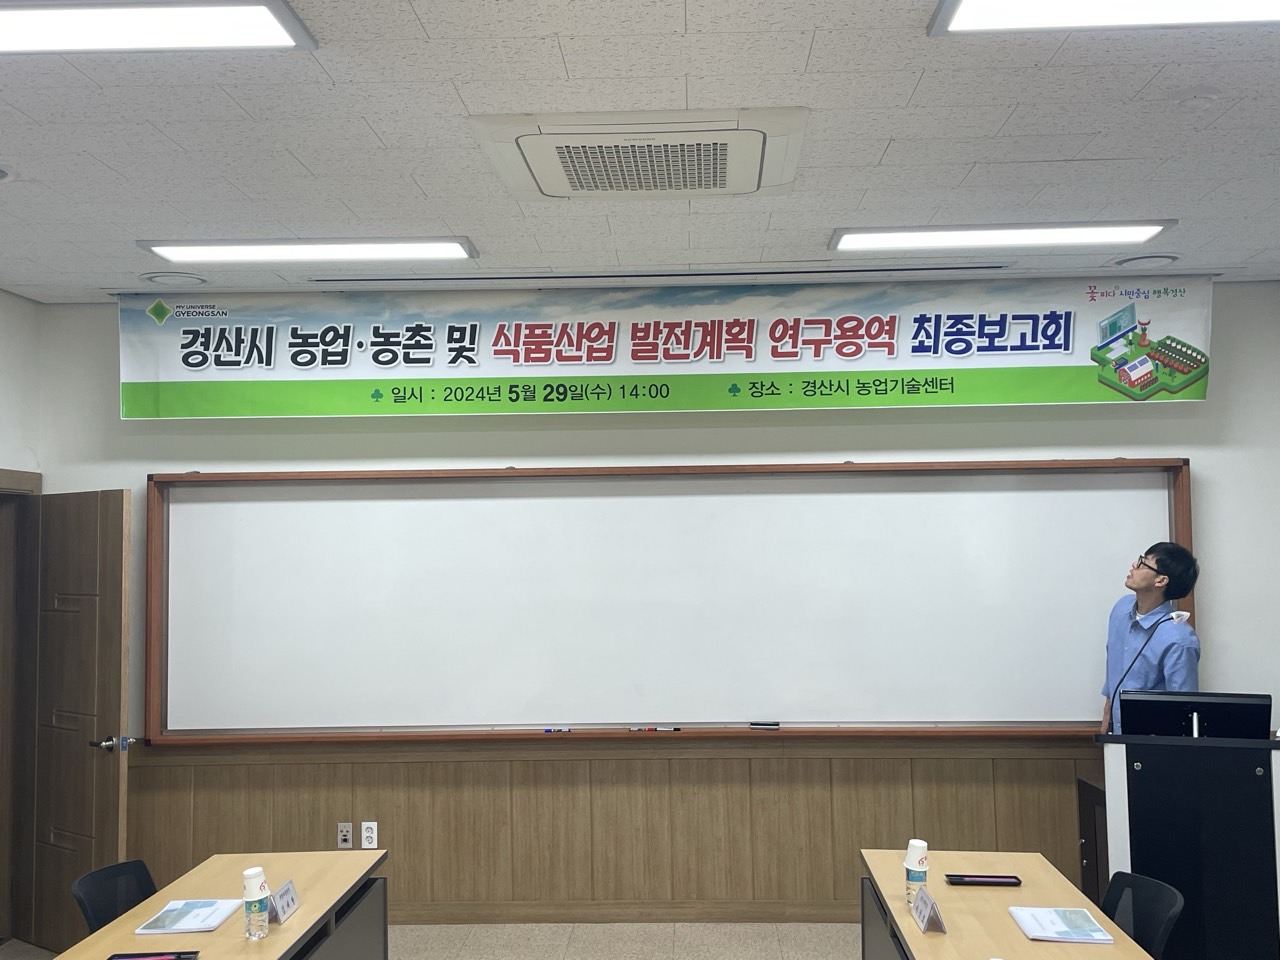 MY UNIVERSE
GYEONGSAN
꽃피다 시민중심 행복경산
경산시 농업·농촌 및 식품산업 발전계획 연구용역 최종보고회
♣ 일시 : 2024년 5월 29일(수) 14:00 ♣ 장소 : 경산시 농업기술센터